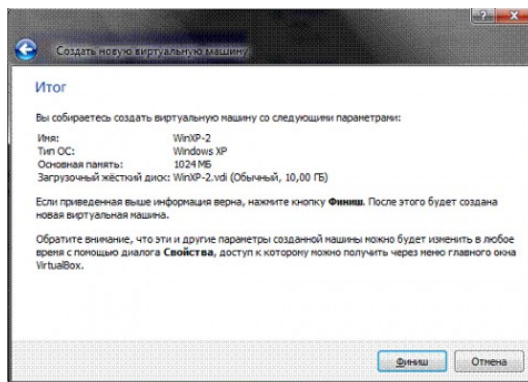 Создать новую виртуальную машину
Итог
Вы собираетесь создать виртуальную машину со следующими параметрами:
Имя: WinXP-2
Тип ОС: Windows XP
Основная память: 1024 МБ
Загрузочный жёсткий диск: WinXP-2.vdi (Обычный, 10,00 ГБ)
Если приведенная выше информация верна, нажмите кнопку Финиш. После этого будет создана
новая виртуальная машина.
Обратите внимание, что эти и другие параметры созданной машины можно будет изменить в любое
время с помощью диалога Свойства, доступ к которому можно получить через меню главного окна
VirtualBox.
Финиш Отмена